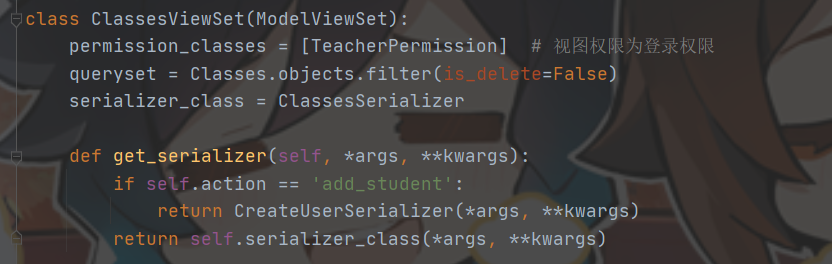 class ClassesViewSet(ModelViewSet):
    permission_classes = [TeacherPermission]  # 视图权限为登录权限
    queryset = Classes.objects.filter(is_delete=False)
    serializer_class = ClassesSerializer
    def get_serializer(self, *args, **kwargs):
        if self.action == 'add_student':
            return CreateUserSerializer(*args, **kwargs)
        return self.serializer_class(*args, **kwargs)